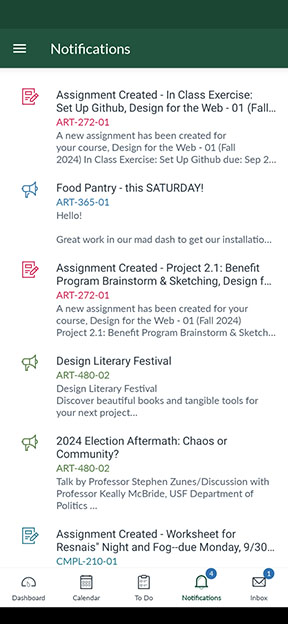 Notifications
Assignment Created - In Class Exercise:
Set Up Github, Design for the Web - 01 (Fall...
ART-272-01
A new assignment has been created for
your course, Design for the Web - 01 (Fall
2024) In Class Exercise: Set Up Github due: Sep 2...
Food Pantry - this SATURDAY!
ART-365-01
Hello!
Great work in our mad dash to get our installatio...
Assignment Created - Project 2.1: Benefit
Program Brainstorm & Sketching, Design f...
ART-272-01
A new assignment has been created for your
course, Design for the Web - 01 (Fall 2024)
Project 2.1: Benefit Program Brainstorm & Sketch...
Design Literary Festival
ART-480-02
Design Literary Festival
Discover beautiful books and tangible tools for
your next project...
2024 Election Aftermath: Chaos or
Community?
ART-480-02
Talk by Professor Stephen Zunes/Discussion with
Professor Keally McBride, USF Department of
Politics ...
Assignment Created - Worksheet for
Resnais" Night and Fog--due Monday, 9/30...
CMPL-210-01
4
1
Dashboard
Calendar
To Do
Notifications
Inbox